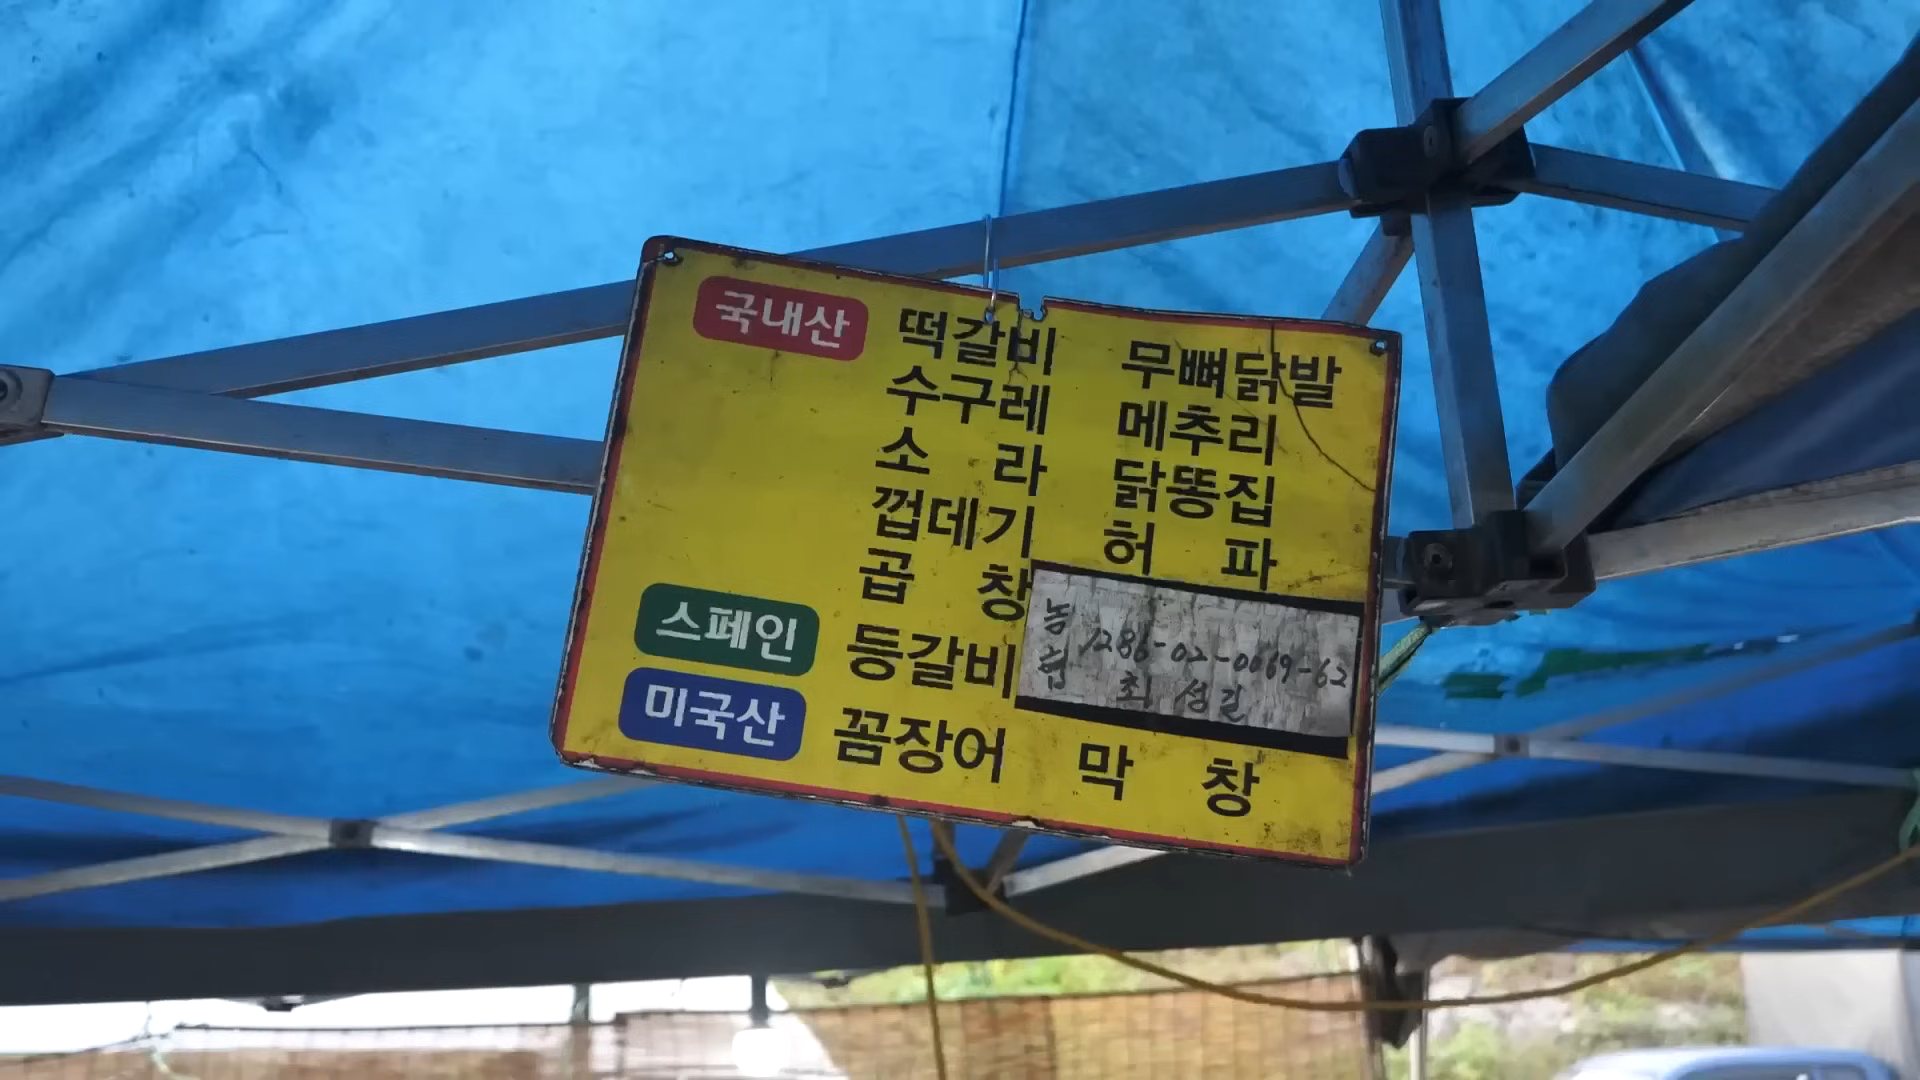 국내산 떡갈비 무뼈닭발
수구레 메추리
소 라 닭똥집
껍데기 허 파
곱 창
스페인 등갈비
농협 1286-02-0069-62
최성길
미국산 꼼장어 막 창